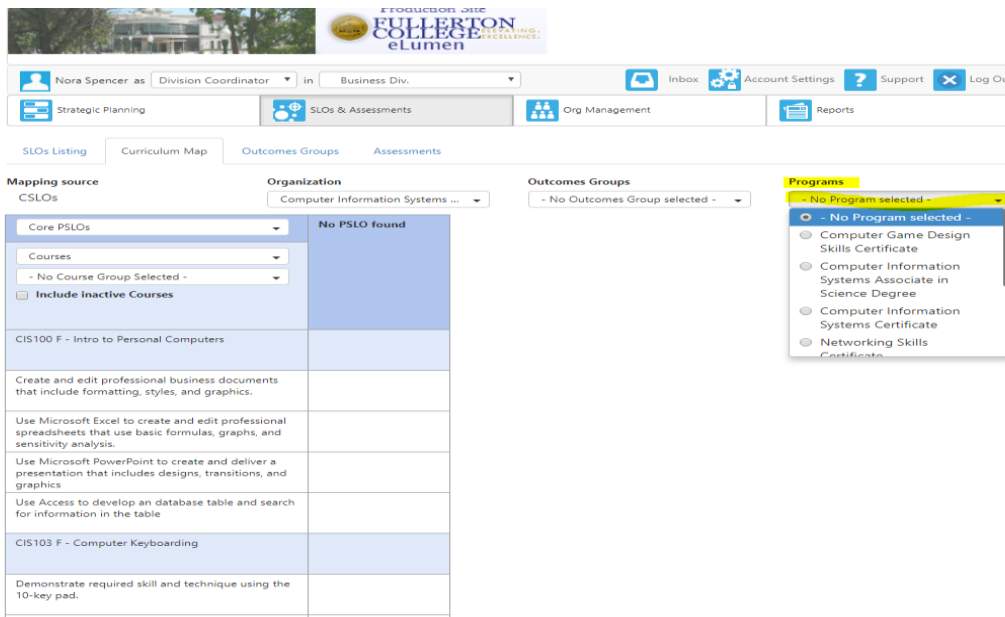 Production Site
FULLERTON
COLLEGE ELEVATING.
EXCELLENCE.
eLumen
Nora Spencer as Division Coordinator in Business Div.
Inbox Account Settings ? Support Log Ou
Strategic Planning SLOs & Assessments Org Management Reports
SLOs Listing Curriculum Map Outcomes Groups Assessments
Mapping source Organization Outcomes Groups Programs
CSLOs Computer Information Systems ... - No Outcomes Group selected - - No Program selected -
Core PSLOs No PSLO found
Courses
- No Course Group Selected -
Include inactive Courses
- No Program selected -
Computer Game Design
Skills Certificate
Computer Information
Systems Associate in
Science Degree
Computer Information
Systems Certificate
Networking Skills
Certificate
CIS100 F - Intro to Personal Computers
Create and edit professional business documents
that include formatting, styles, and graphics.
Use Microsoft Excel to create and edit professional
spreadsheets that use basic formulas, graphs, and
sensitivity analysis.
Use Microsoft PowerPoint to create and deliver a
presentation that includes designs, transitions, and
graphics
Use Access to develop an database table and search
for information in the table
CIS103 F - Computer Keyboarding
Demonstrate required skill and technique using the
10-key pad.